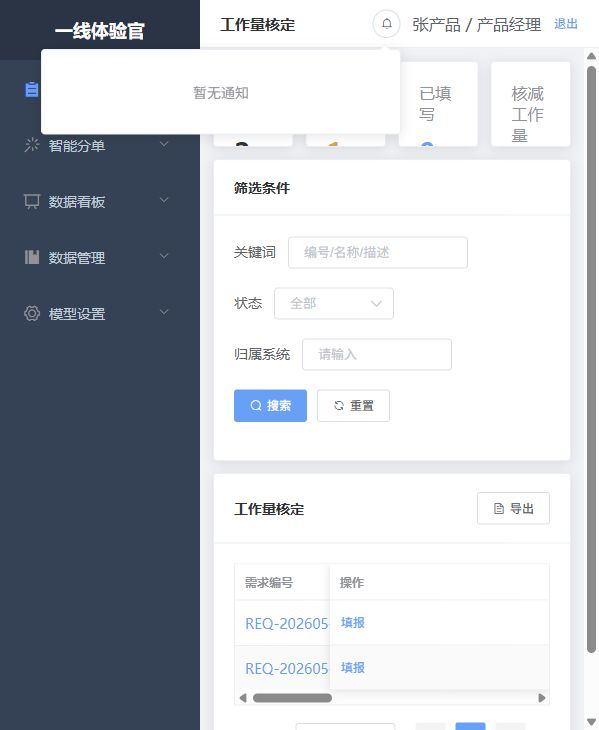 一线体验官
工作量核定
张产品 / 产品经理
退出
暂无通知
已填
写
核减
工作
量
智能分单
数据看板
数据管理
模型设置
筛选条件
关键词
编号/名称/描述
状态
全部
归属系统
请输入
搜索
重置
工作量核定
导出
需求编号
操作
REQ-202605
填报
REQ-202605
填报